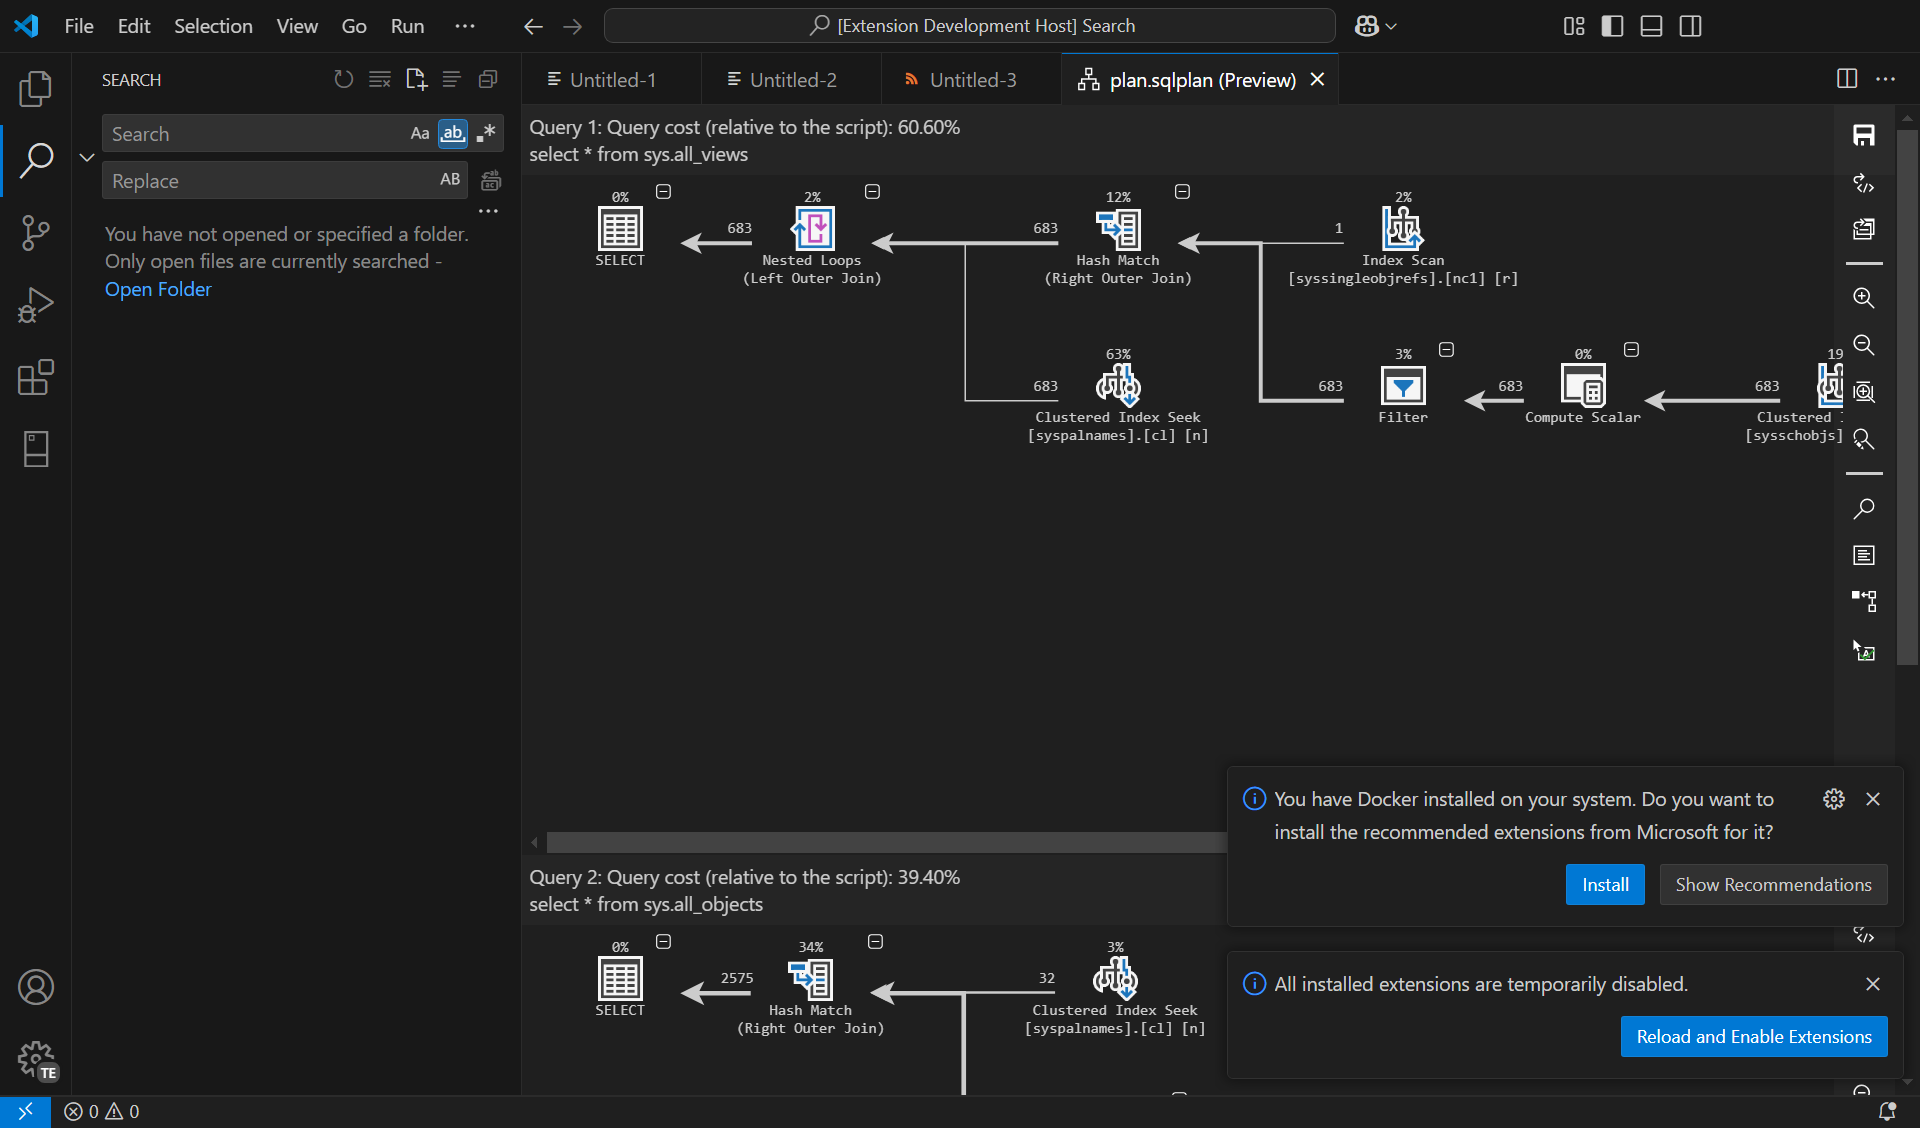 File Edit Selection View Go Run ···
[Extension Development Host] Search
SEARCH
Search Aa ab .*
Replace AB
You have not opened or specified a folder.
Only open files are currently searched -
Open Folder
Untitled-1 Untitled-2 Untitled-3 plan.sqlplan (Preview)
Query 1: Query cost (relative to the script): 60.60%
select * from sys.all_views
0% 2% 12% 2%
683 683 1
SELECT Nested Loops Hash Match Index Scan
(Left Outer Join) (Right Outer Join) [syssingleobjrefs].[nc1] [r]
63% 3% 0% 19
683 683 683 683
Clustered Index Seek Filter Compute Scalar Clustered
[syspalnames].[cl] [n] [sysschobjs]
Query 2: Query cost (relative to the script): 39.40%
select * from sys.all_objects
0% 34% 3%
2575 32
SELECT Hash Match Clustered Index Seek
(Right Outer Join) [syspalnames].[cl] [n]
You have Docker installed on your system. Do you want to
install the recommended extensions from Microsoft for it?
Install Show Recommendations
All installed extensions are temporarily disabled.
Reload and Enable Extensions
TE
0 0